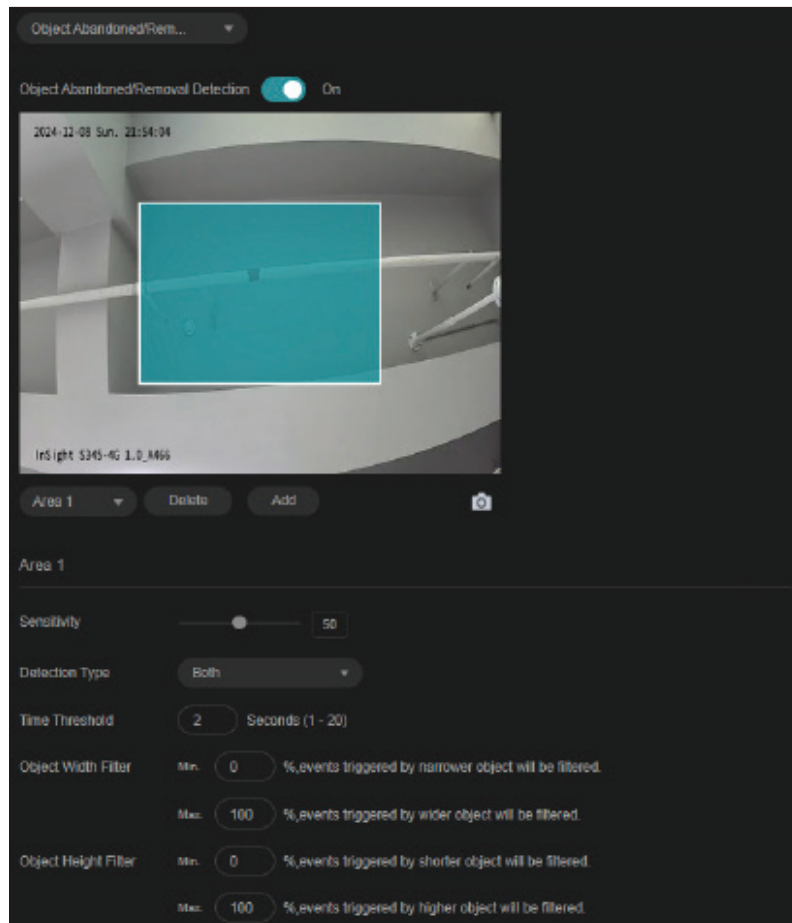 Object Abandoned/Rem...
Object Abandoned/Removal Detection On
2024-12-08 Sun. 21:54:04
InSight S345-4G 1.0_A466
Area 1 Delete Add
Area 1
Sensitivity 50
Detection Type Both
Time Threshold 2 Seconds (1 - 20)
Object Width Filter Min. 0 %,events triggered by narrower object will be filtered.
Max. 100 %,events triggered by wider object will be filtered.
Object Height Filter Min. 0 %,events triggered by shorter object will be filtered.
Max. 100 %,events triggered by higher object will be filtered.